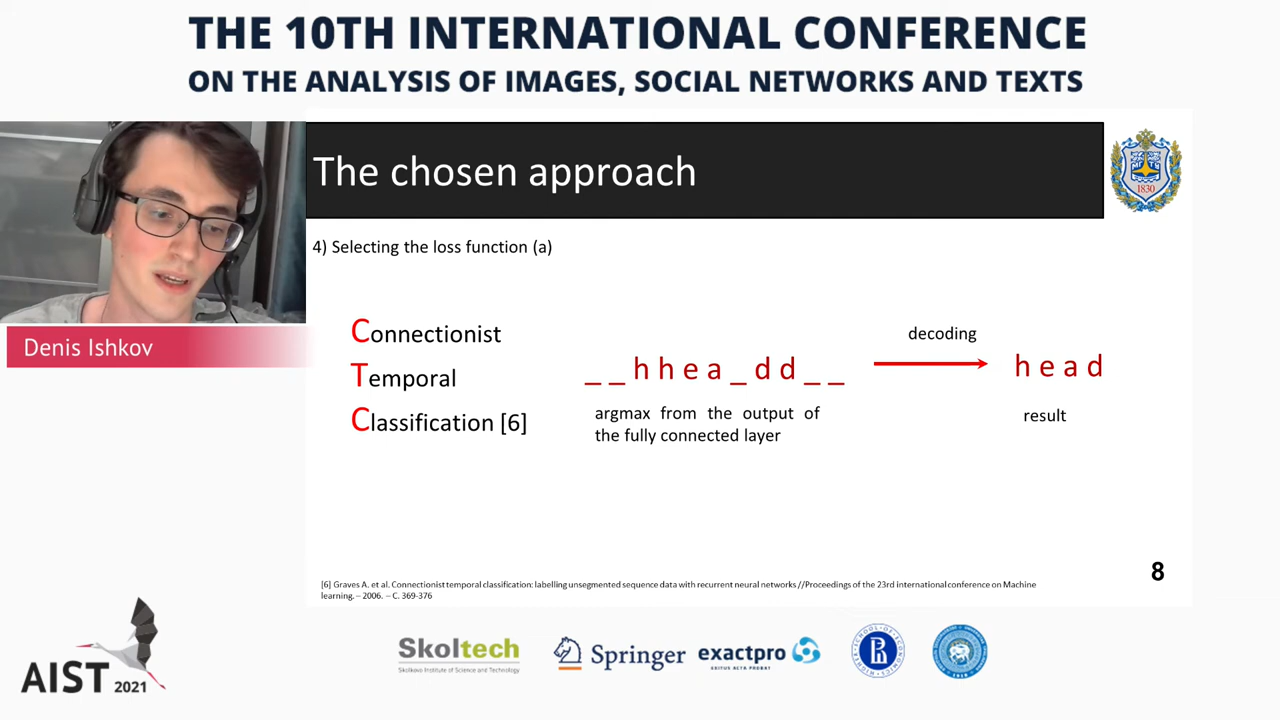 THE 10TH INTERNATIONAL CONFERENCE
ON THE ANALYSIS OF IMAGES, SOCIAL NETWORKS AND TEXTS
The chosen approach
1830
4) Selecting the loss function (a)
Denis Ishkov
Connectionist
Temporal
Classification [6]
_ _ h h e a _ d d _ _
argmax from the output of
the fully connected layer
decoding
h e a d
result
8
[6] Graves A. et al. Connectionist temporal classification: labelling unsegmented sequence data with recurrent neural networks //Proceedings of the 23rd international conference on Machine
learning. – 2006. – С. 369-376
AIST 2021
Skoltech
Skolkovo Institute of Science and Technology
Springer
exactpro